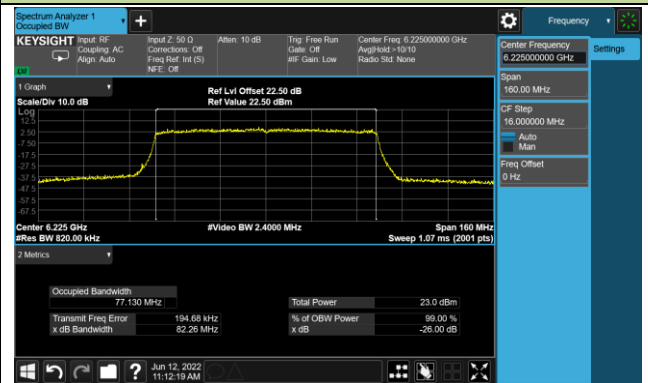 Spectrum Analyzer 1
Occupied BW
+
Frequency
KEYSIGHT
Input: RF
Coupling: AC
Align: Auto
Input Z: 50 Ω
Corrections: Off
Freq Ref: Int (S)
NFE: Off
Atten: 10 dB
Trig: Free Run
Gate: Off
#IF Gain: Low
Center Freq: 6.225000000 GHz
Avg|Hold:>10/10
Radio Std: None
Center Frequency
6.225000000 GHz
Settings
Span
160.00 MHz
CF Step
16.000000 MHz
Auto
Man
Freq Offset
0 Hz
1 Graph
Scale/Div 10.0 dB
Ref Lvl Offset 22.50 dB
Ref Value 22.50 dBm
Log
12.5
2.50
-7.50
-17.5
-27.5
-37.5
-47.5
-57.5
-67.5
Center 6.225 GHz
#Res BW 820.00 kHz
#Video BW 2.4000 MHz
Span 160 MHz
Sweep 1.07 ms (2001 pts)
2 Metrics
Occupied Bandwidth
77.130 MHz
Total Power 23.0 dBm
Transmit Freq Error 194.68 kHz
% of OBW Power 99.00 %
x dB Bandwidth 82.26 MHz
x dB -26.00 dB
?
Jun 12, 2022
11:12:19 AM